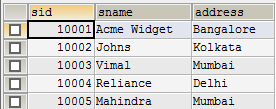 sid sname address
10001 Acme Widget Bangalore
10002 Johns Kolkata
10003 Vimal Mumbai
10004 Reliance Delhi
10005 Mahindra Mumbai